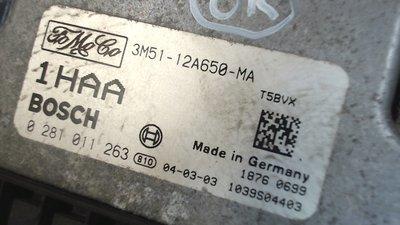 OK
FoMoCo
3M51-12A650-MA
1HAA
T5BVX
BOSCH
0 281 011 263 810 04-03-03
Made in Germany
1876 0699
1039S04403